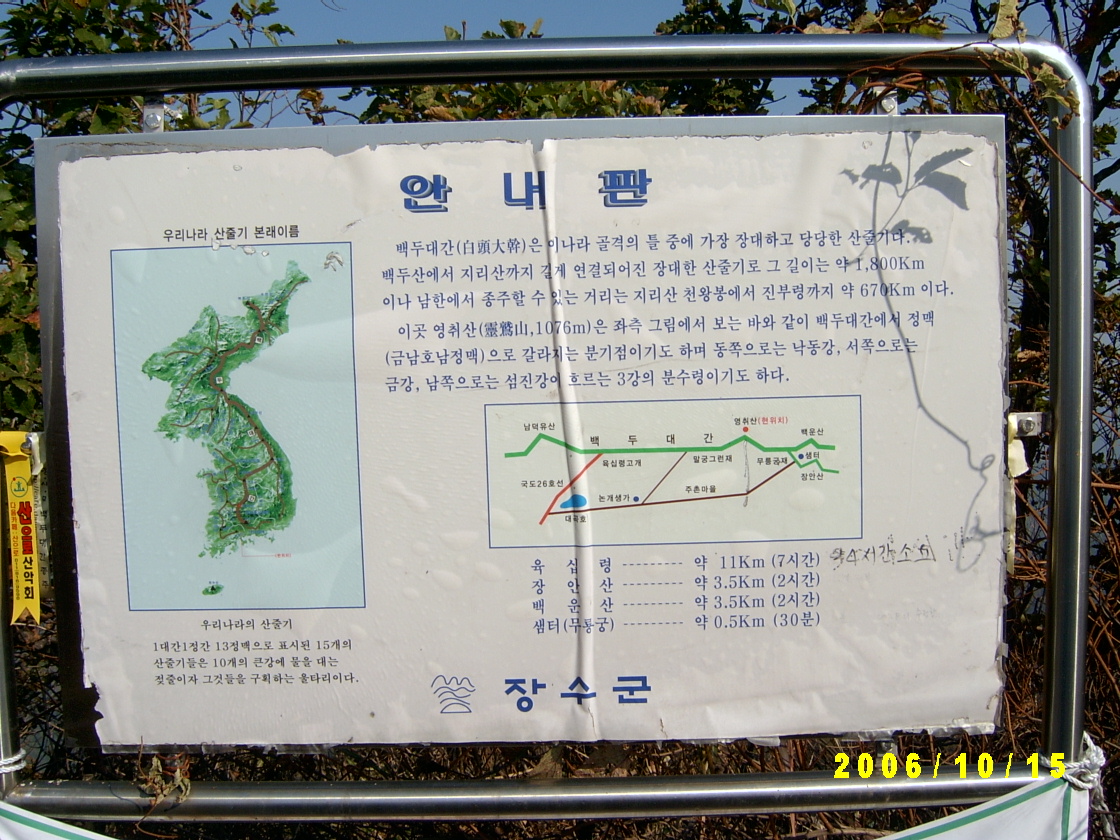 안내판
우리나라 산줄기 본래이름
백두대간(白頭大幹)은 이나라 골격의 틀 중에 가장 장대하고 당당한 산줄기다.
백두산에서 지리산까지 길게 연결되어진 장대한 산줄기로 그 길이는 약 1,800Km
이나 남한에서 종주할 수 있는 거리는 지리산 천왕봉에서 진부령까지 약 670Km 이다.
이곳 영취산(靈鷲山,1076m)은 좌측 그림에서 보는 바와 같이 백두대간에서 정맥
(금남호남정맥)으로 갈라지는 분기점이기도 하며 동쪽으로는 낙동강, 서쪽으로는
금강, 남쪽으로는 섬진강이 흐르는 3강의 분수령이기도 하다.
영취산(현위치)
남덕유산
백두대간
백운산
육십령고개
말궁그런재
무릉궁재
샘터
장안산
국도26호선
논개생가
주촌마을
대곡호
육십령 --------- 약 11Km (7시간)
약4시간소요
장안산 --------- 약 3.5Km (2시간)
백운산 --------- 약 3.5Km (2시간)
샘터(무룡궁) --------- 약 0.5Km (30분)
우리나라의 산줄기
1대간1정간 13정맥으로 표시된 15개의
산줄기들은 10개의 큰강에 물을 대는
젖줄이자 그것들을 구획하는 울타리이다.
장수군
산악회
2006/10/15